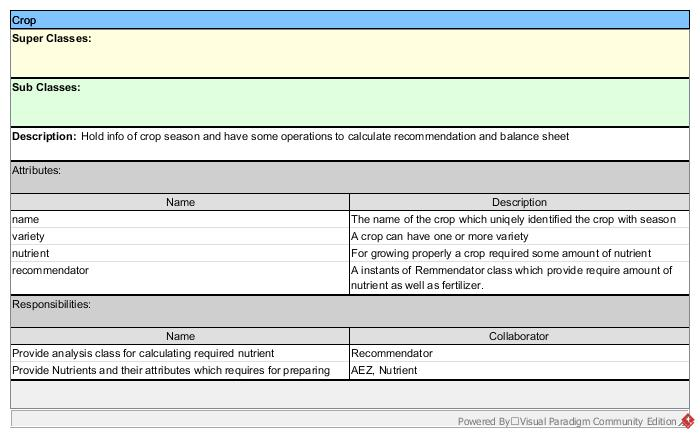 Crop
Super Classes:
Sub Classes:
Description: Hold info of crop season and have some operations to calculate recommendation and balance sheet
Attributes:
Name Description
name The name of the crop which uniqely identified the crop with season
variety A crop can have one or more variety
nutrient For growing properly a crop required some amount of nutrient
recommendator A instants of Remmendator class which provide require amount of
nutrient as well as fertilizer.
Responsibilities:
Name Collaborator
Provide analysis class for calculating required nutrient Recommendator
Provide Nutrients and their attributes which requires for preparing AEZ, Nutrient
Powered By□Visual Paradigm Community Edition